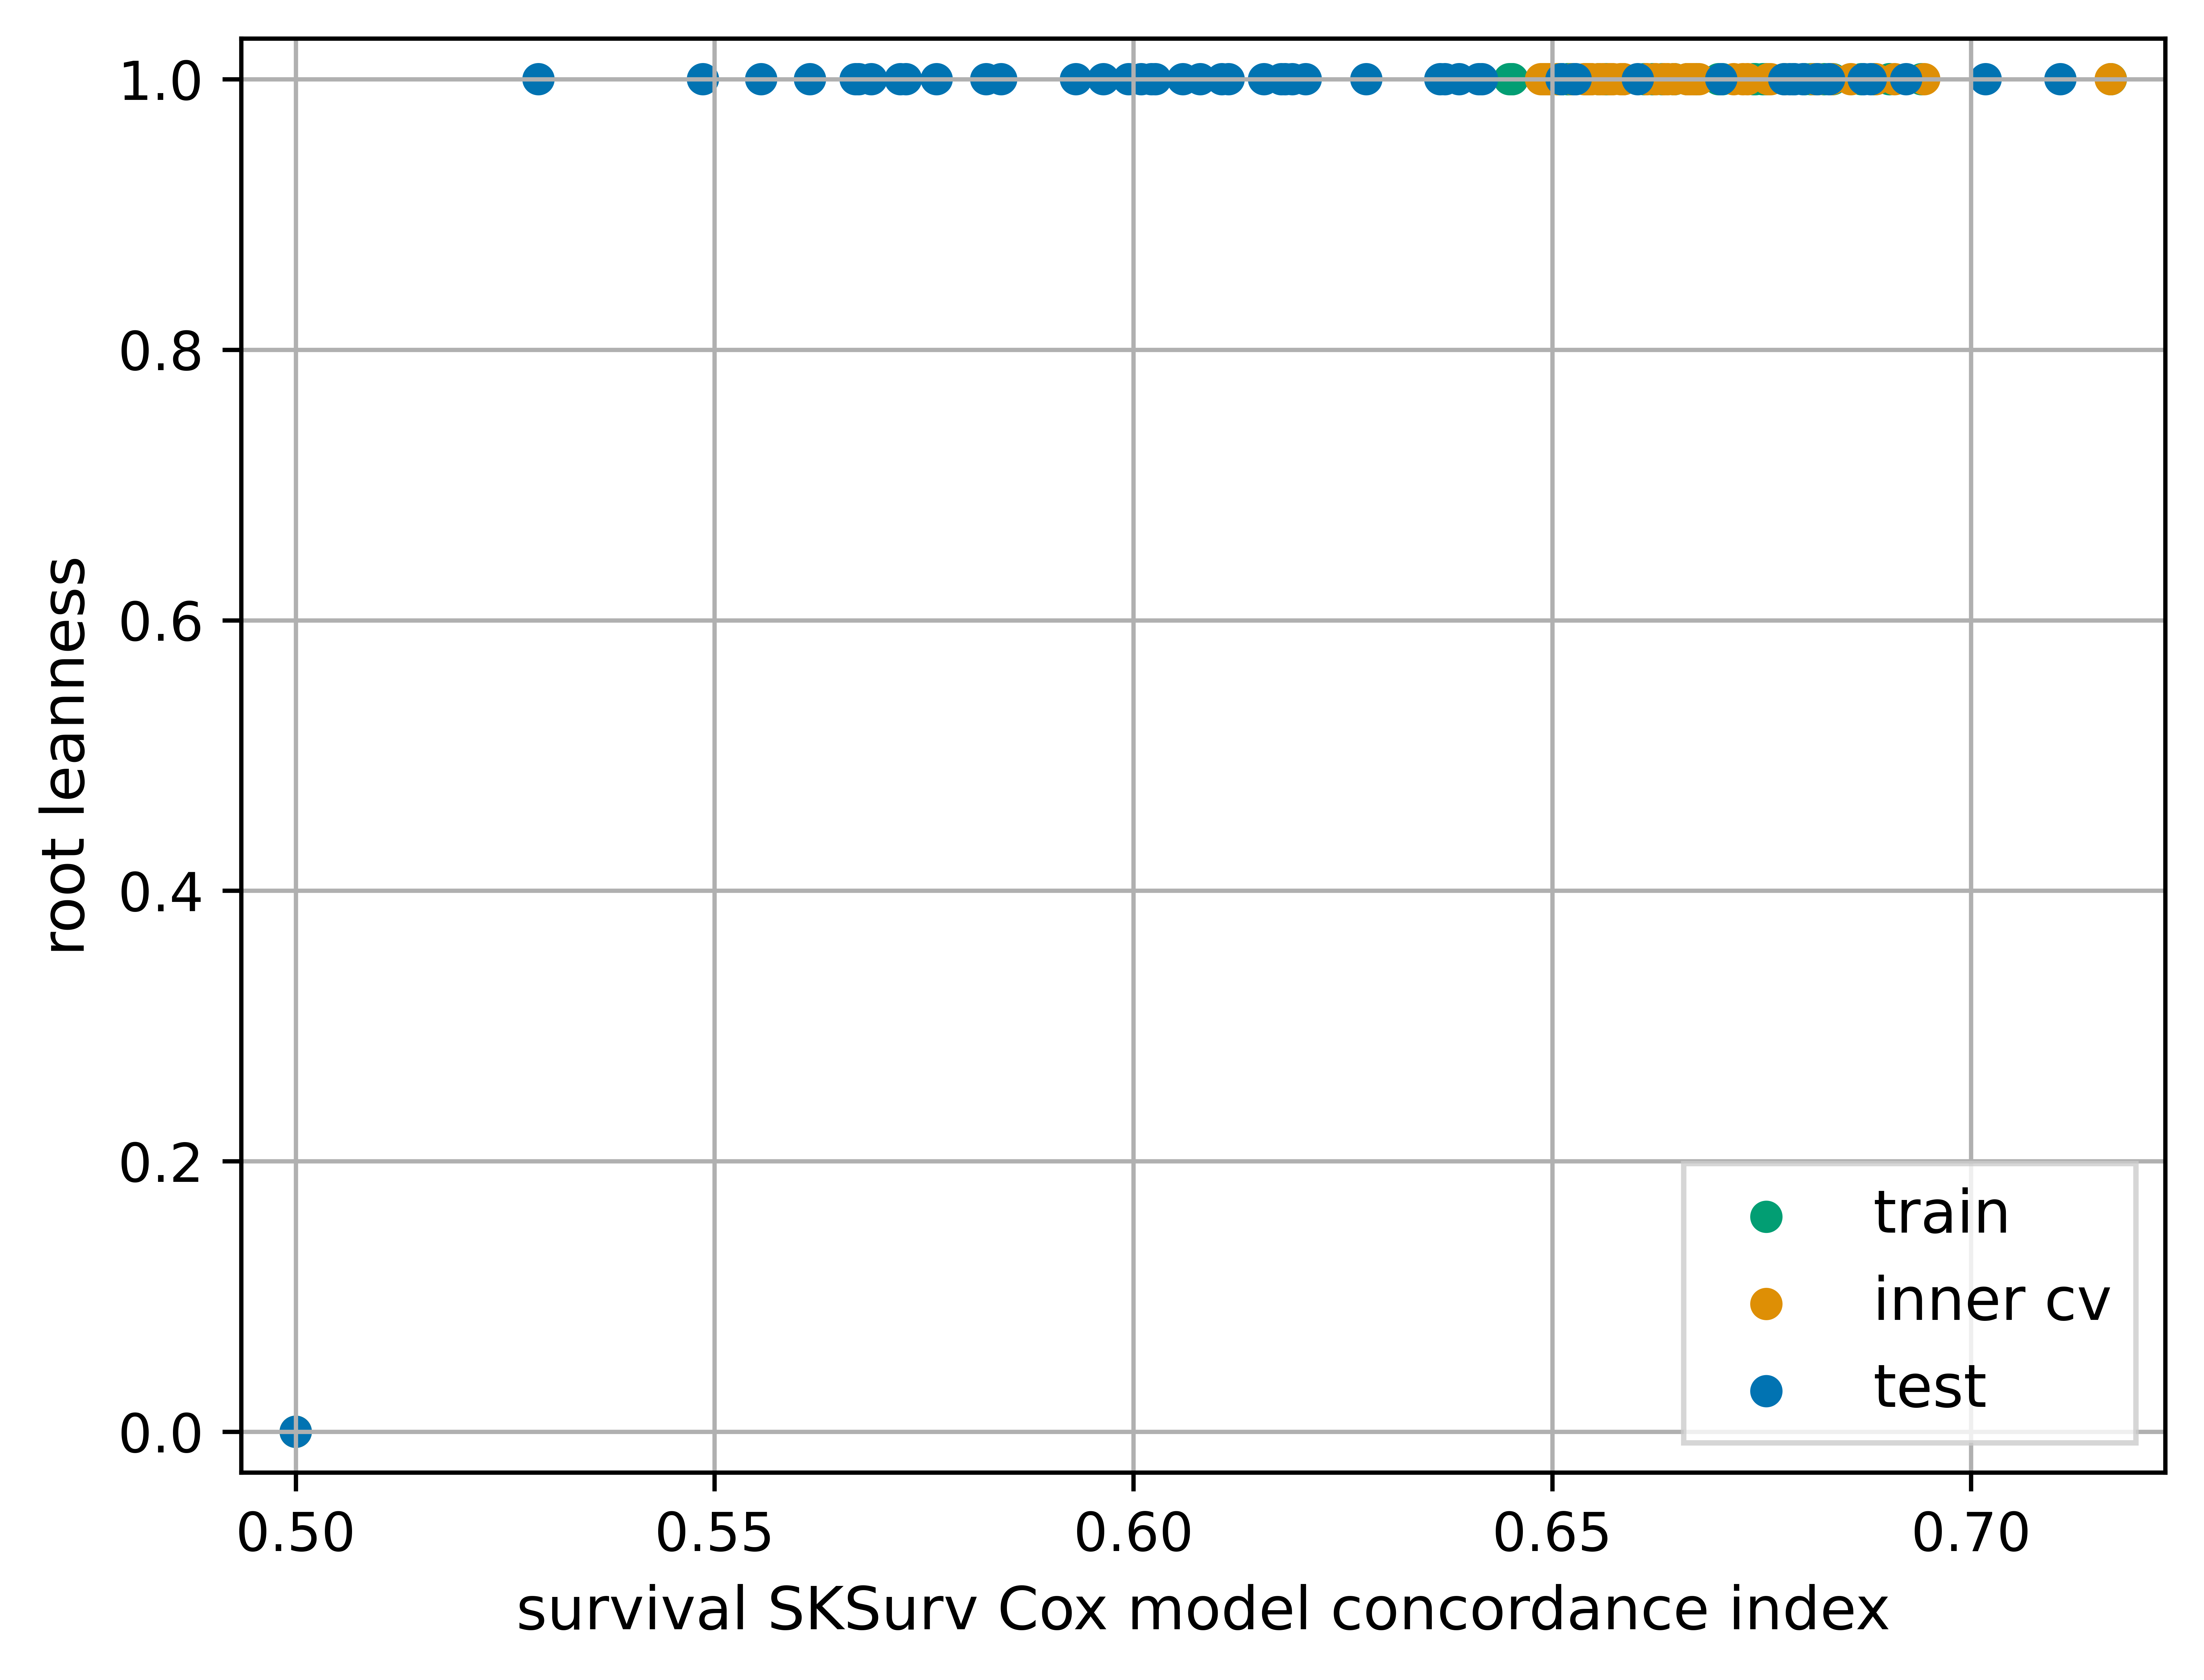 1.0
0.8
0.6
0.4
0.2
0.0
root leanness
train
inner cv
test
0.50 0.55 0.60 0.65 0.70
survival SKSurv Cox model concordance index